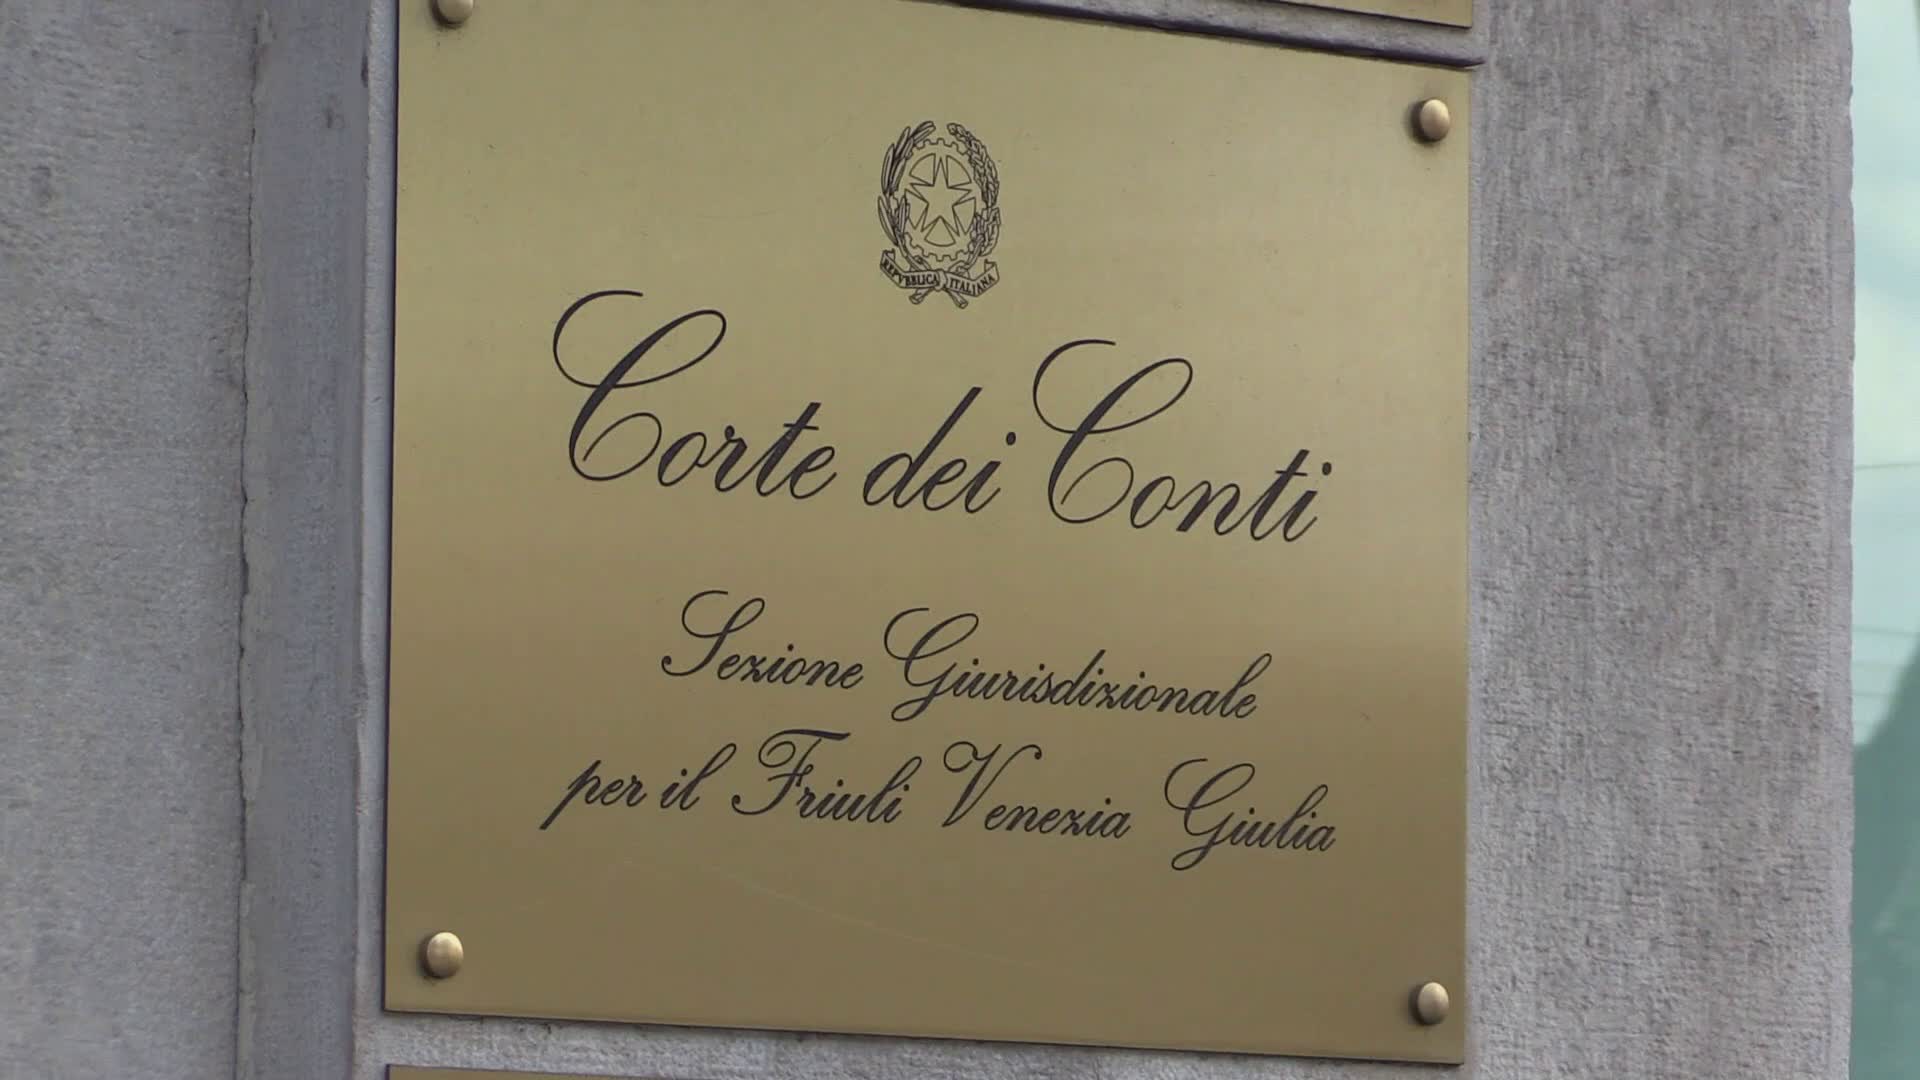 REPVBBLICA ITALIANA
Corte dei Conti
Sezione Giurisdizionale
per il Friuli Venezia Giulia